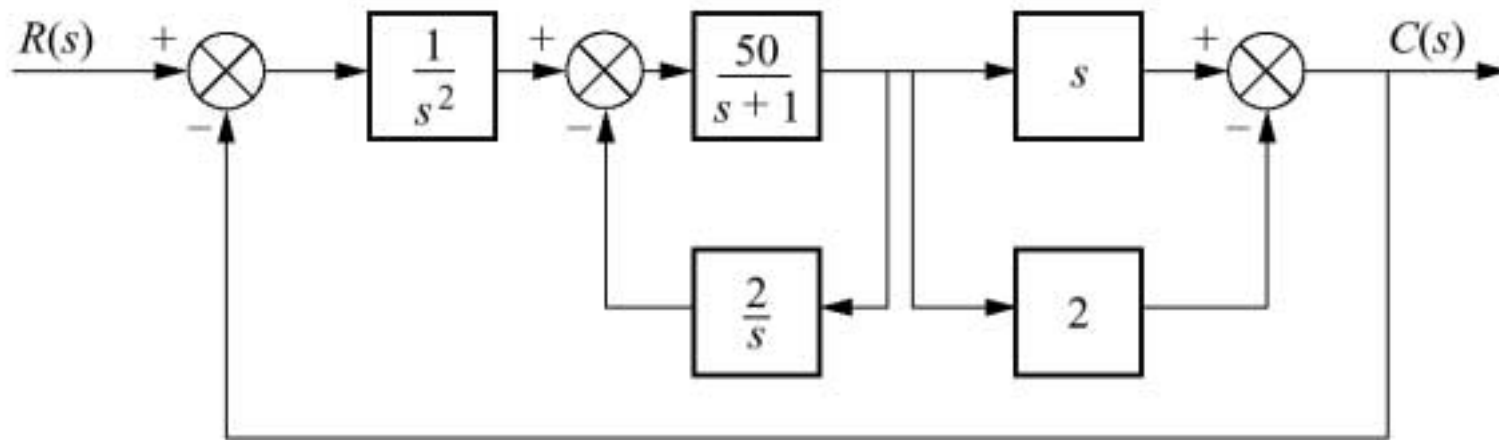 R(s) + 1/s² + 50/(s + 1) s + C(s)
− − −
2/s 2